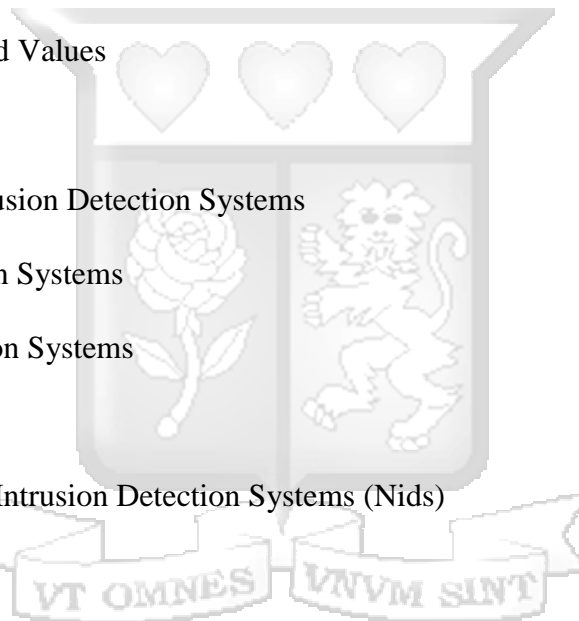 d Values
usion Detection Systems
n Systems
on Systems
Intrusion Detection Systems (Nids)
VT OMNES VNVM SINT